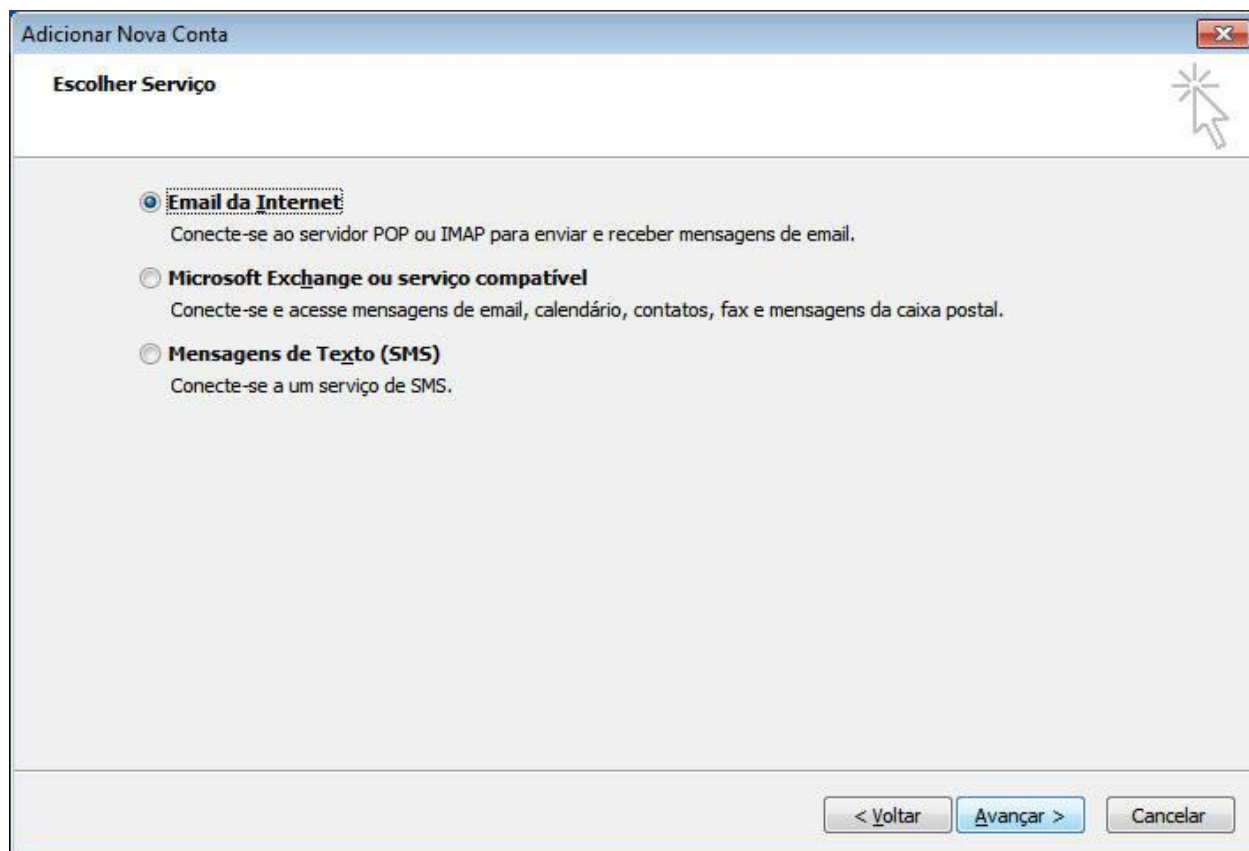 Adicionar Nova Conta
Escolher Serviço
Email da Internet
Conecte-se ao servidor POP ou IMAP para enviar e receber mensagens de email.
Microsoft Exchange ou serviço compatível
Conecte-se e acesse mensagens de email, calendário, contatos, fax e mensagens da caixa postal.
Mensagens de Texto (SMS)
Conecte-se a um serviço de SMS.
< Voltar Avançar > Cancelar